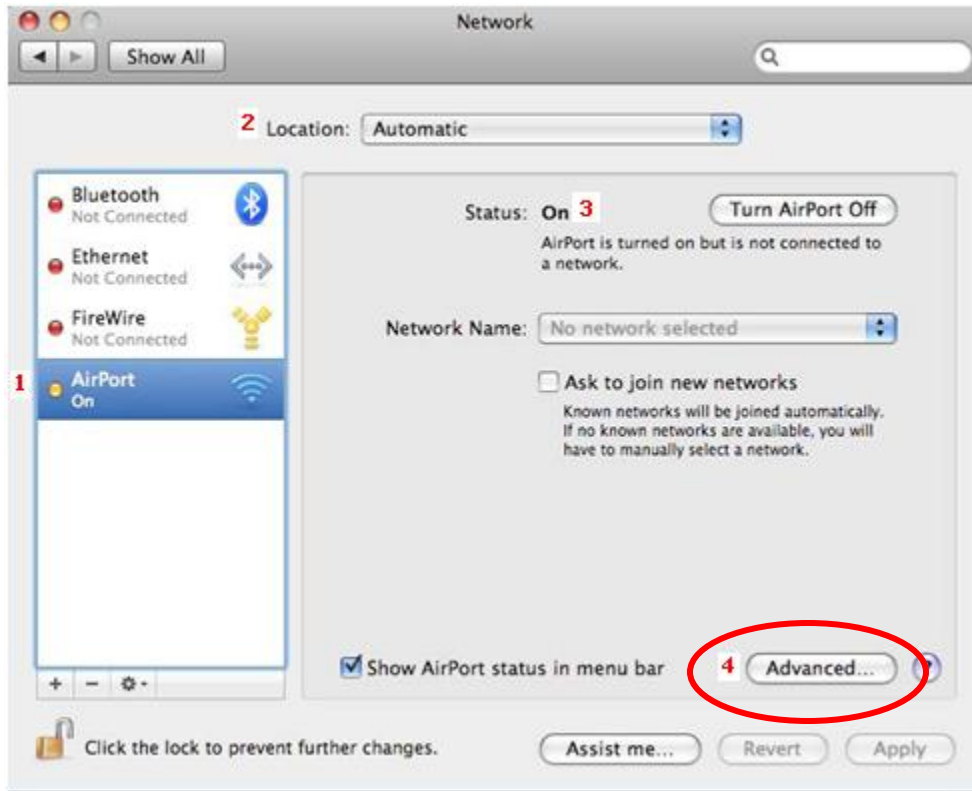 Network
Show All
2 Location: Automatic
Bluetooth
Not Connected
Ethernet
Not Connected
FireWire
Not Connected
1 AirPort
On
Status: On 3 Turn AirPort Off
AirPort is turned on but is not connected to
a network.
Network Name: No network selected
Ask to join new networks
Known networks will be joined automatically.
If no known networks are available, you will
have to manually select a network.
Show AirPort status in menu bar 4 Advanced... ?
Click the lock to prevent further changes.
Assist me... Revert Apply